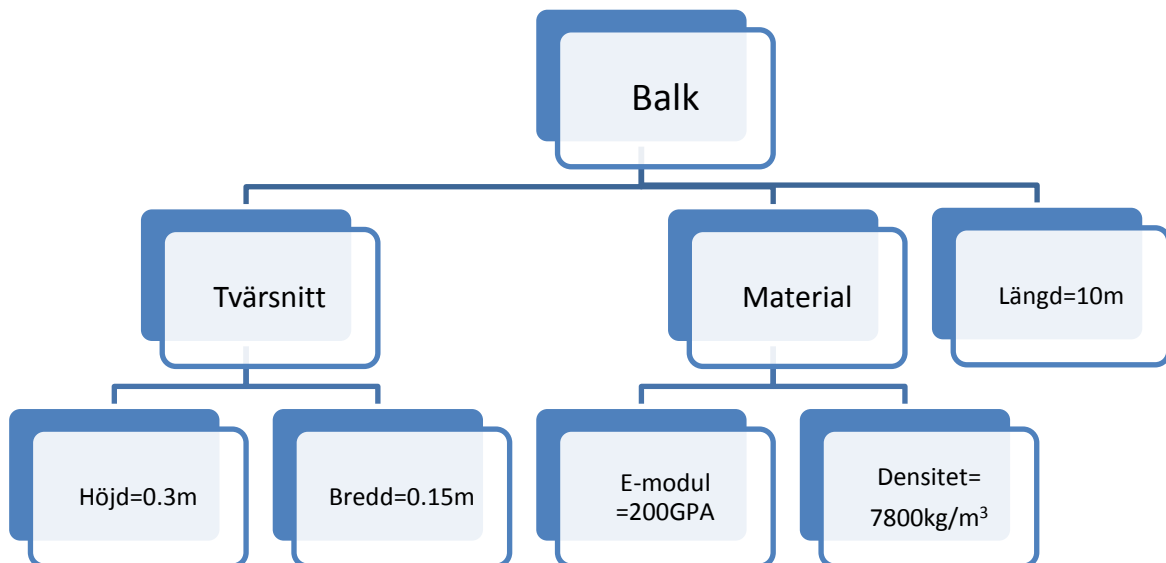 Balk
Tvärsnitt
Material
Längd=10m
Höjd=0.3m
Bredd=0.15m
E-modul
=200GPA
Densitet=
7800kg/m³